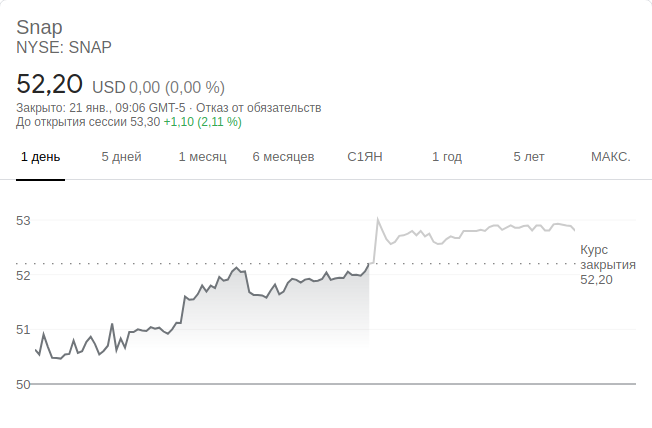 Snap
NYSE: SNAP
52,20 USD 0,00 (0,00 %)
Закрыто: 21 янв., 09:06 GMT-5 · Отказ от обязательств
До открытия сессии 53,30 +1,10 (2,11 %)
1 день 5 дней 1 месяц 6 месяцев С1ЯН 1 год 5 лет МАКС.
53
Курс
закрытия
52,20
52
51
50